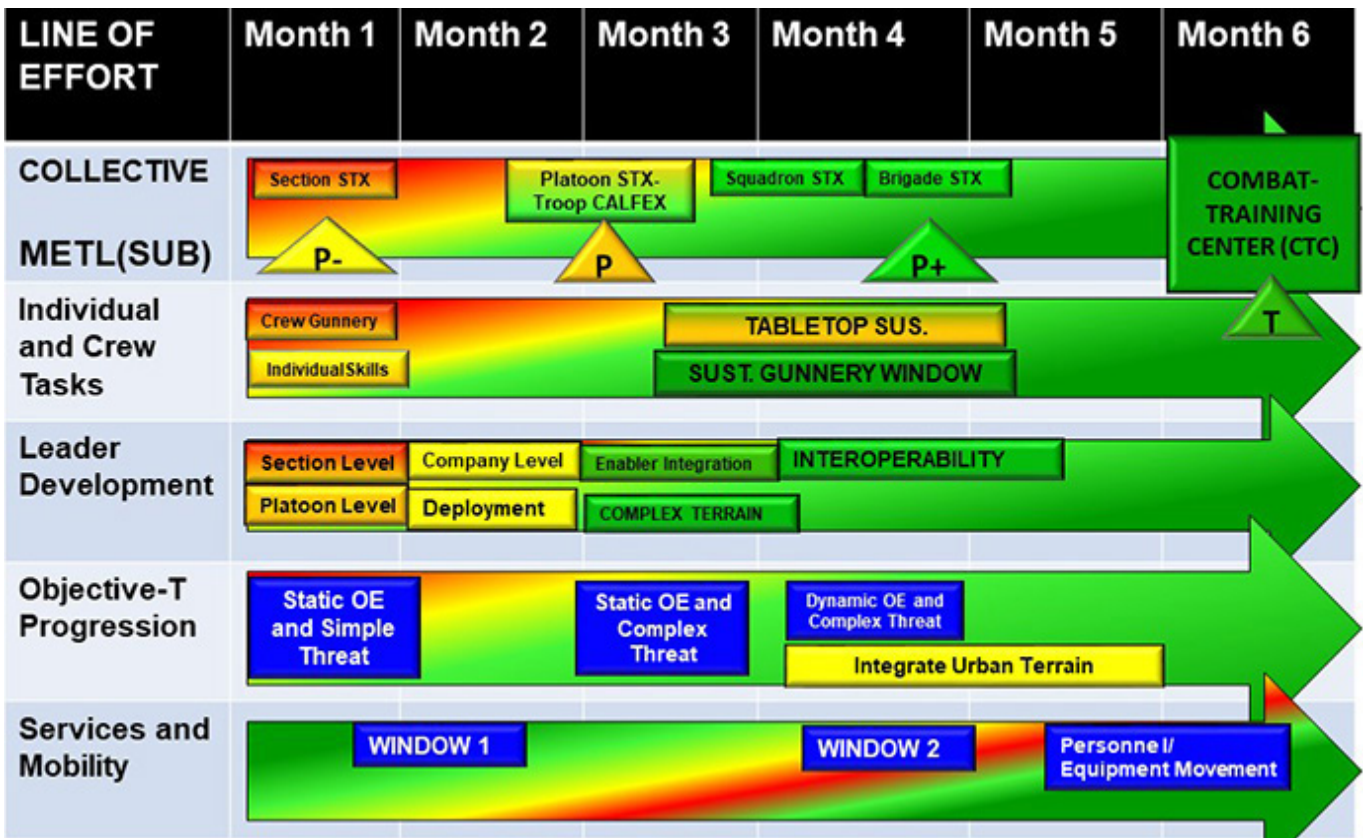 LINE OF
EFFORT
Month 1
Month 2
Month 3
Month 4
Month 5
Month 6
COLLECTIVE
METL(SUB)
Section STX
Platoon STX-
Troop CALFEX
Squadron STX
Brigade STX
COMBAT-
TRAINING
CENTER (CTC)
P-
P
P+
T
Individual
and Crew
Tasks
Crew Gunnery
Individual Skills
TABLETOP SUS.
SUST. GUNNERY WINDOW
Leader
Development
Section Level
Company Level
Enabler Integration
INTEROPERABILITY
Platoon Level
Deployment
COMPLEX TERRAIN
Objective-T
Progression
Static OE
and Simple
Threat
Static OE and
Complex
Threat
Dynamic OE and
Complex Threat
Integrate Urban Terrain
Services and
Mobility
WINDOW 1
WINDOW 2
Personnel/
Equipment Movement